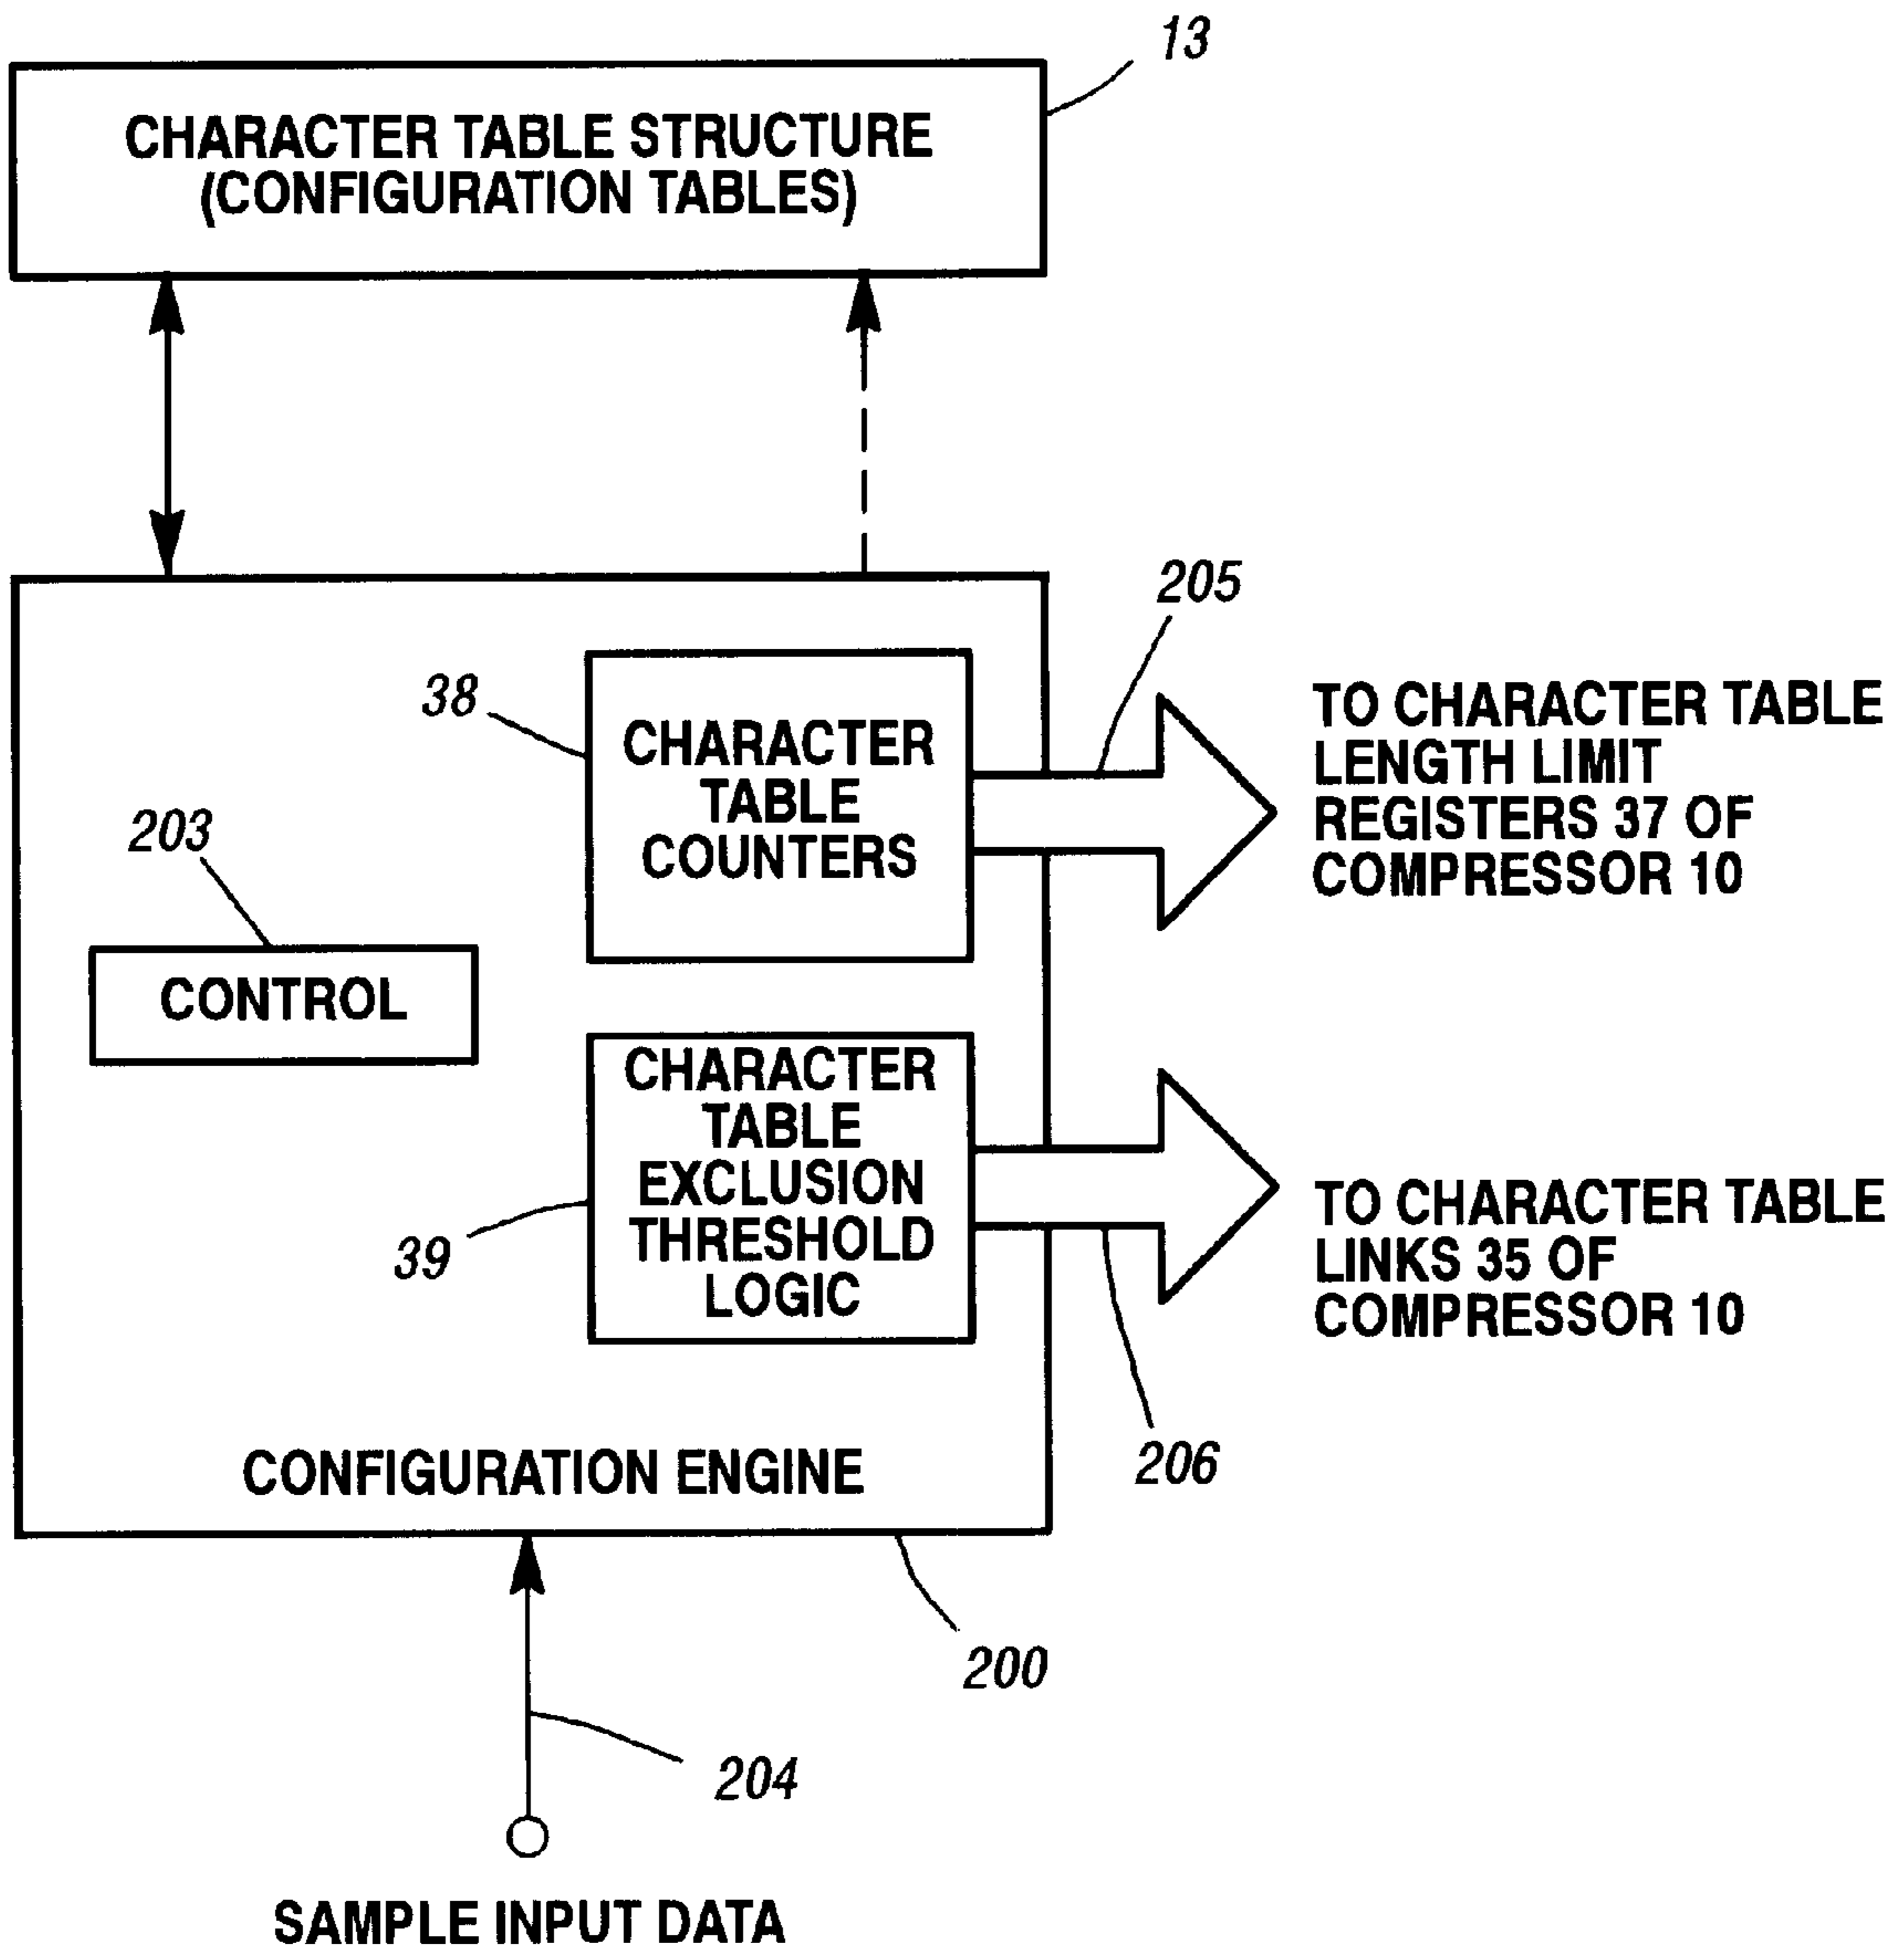 13
CHARACTER TABLE STRUCTURE
(CONFIGURATION TABLES)
205
38
CHARACTER
TABLE
COUNTERS
TO CHARACTER TABLE
LENGTH LIMIT
REGISTERS 37 OF
COMPRESSOR 10
203
CONTROL
39
CHARACTER
TABLE
EXCLUSION
THRESHOLD
LOGIC
TO CHARACTER TABLE
LINKS 35 OF
COMPRESSOR 10
206
CONFIGURATION ENGINE
200
204
SAMPLE INPUT DATA